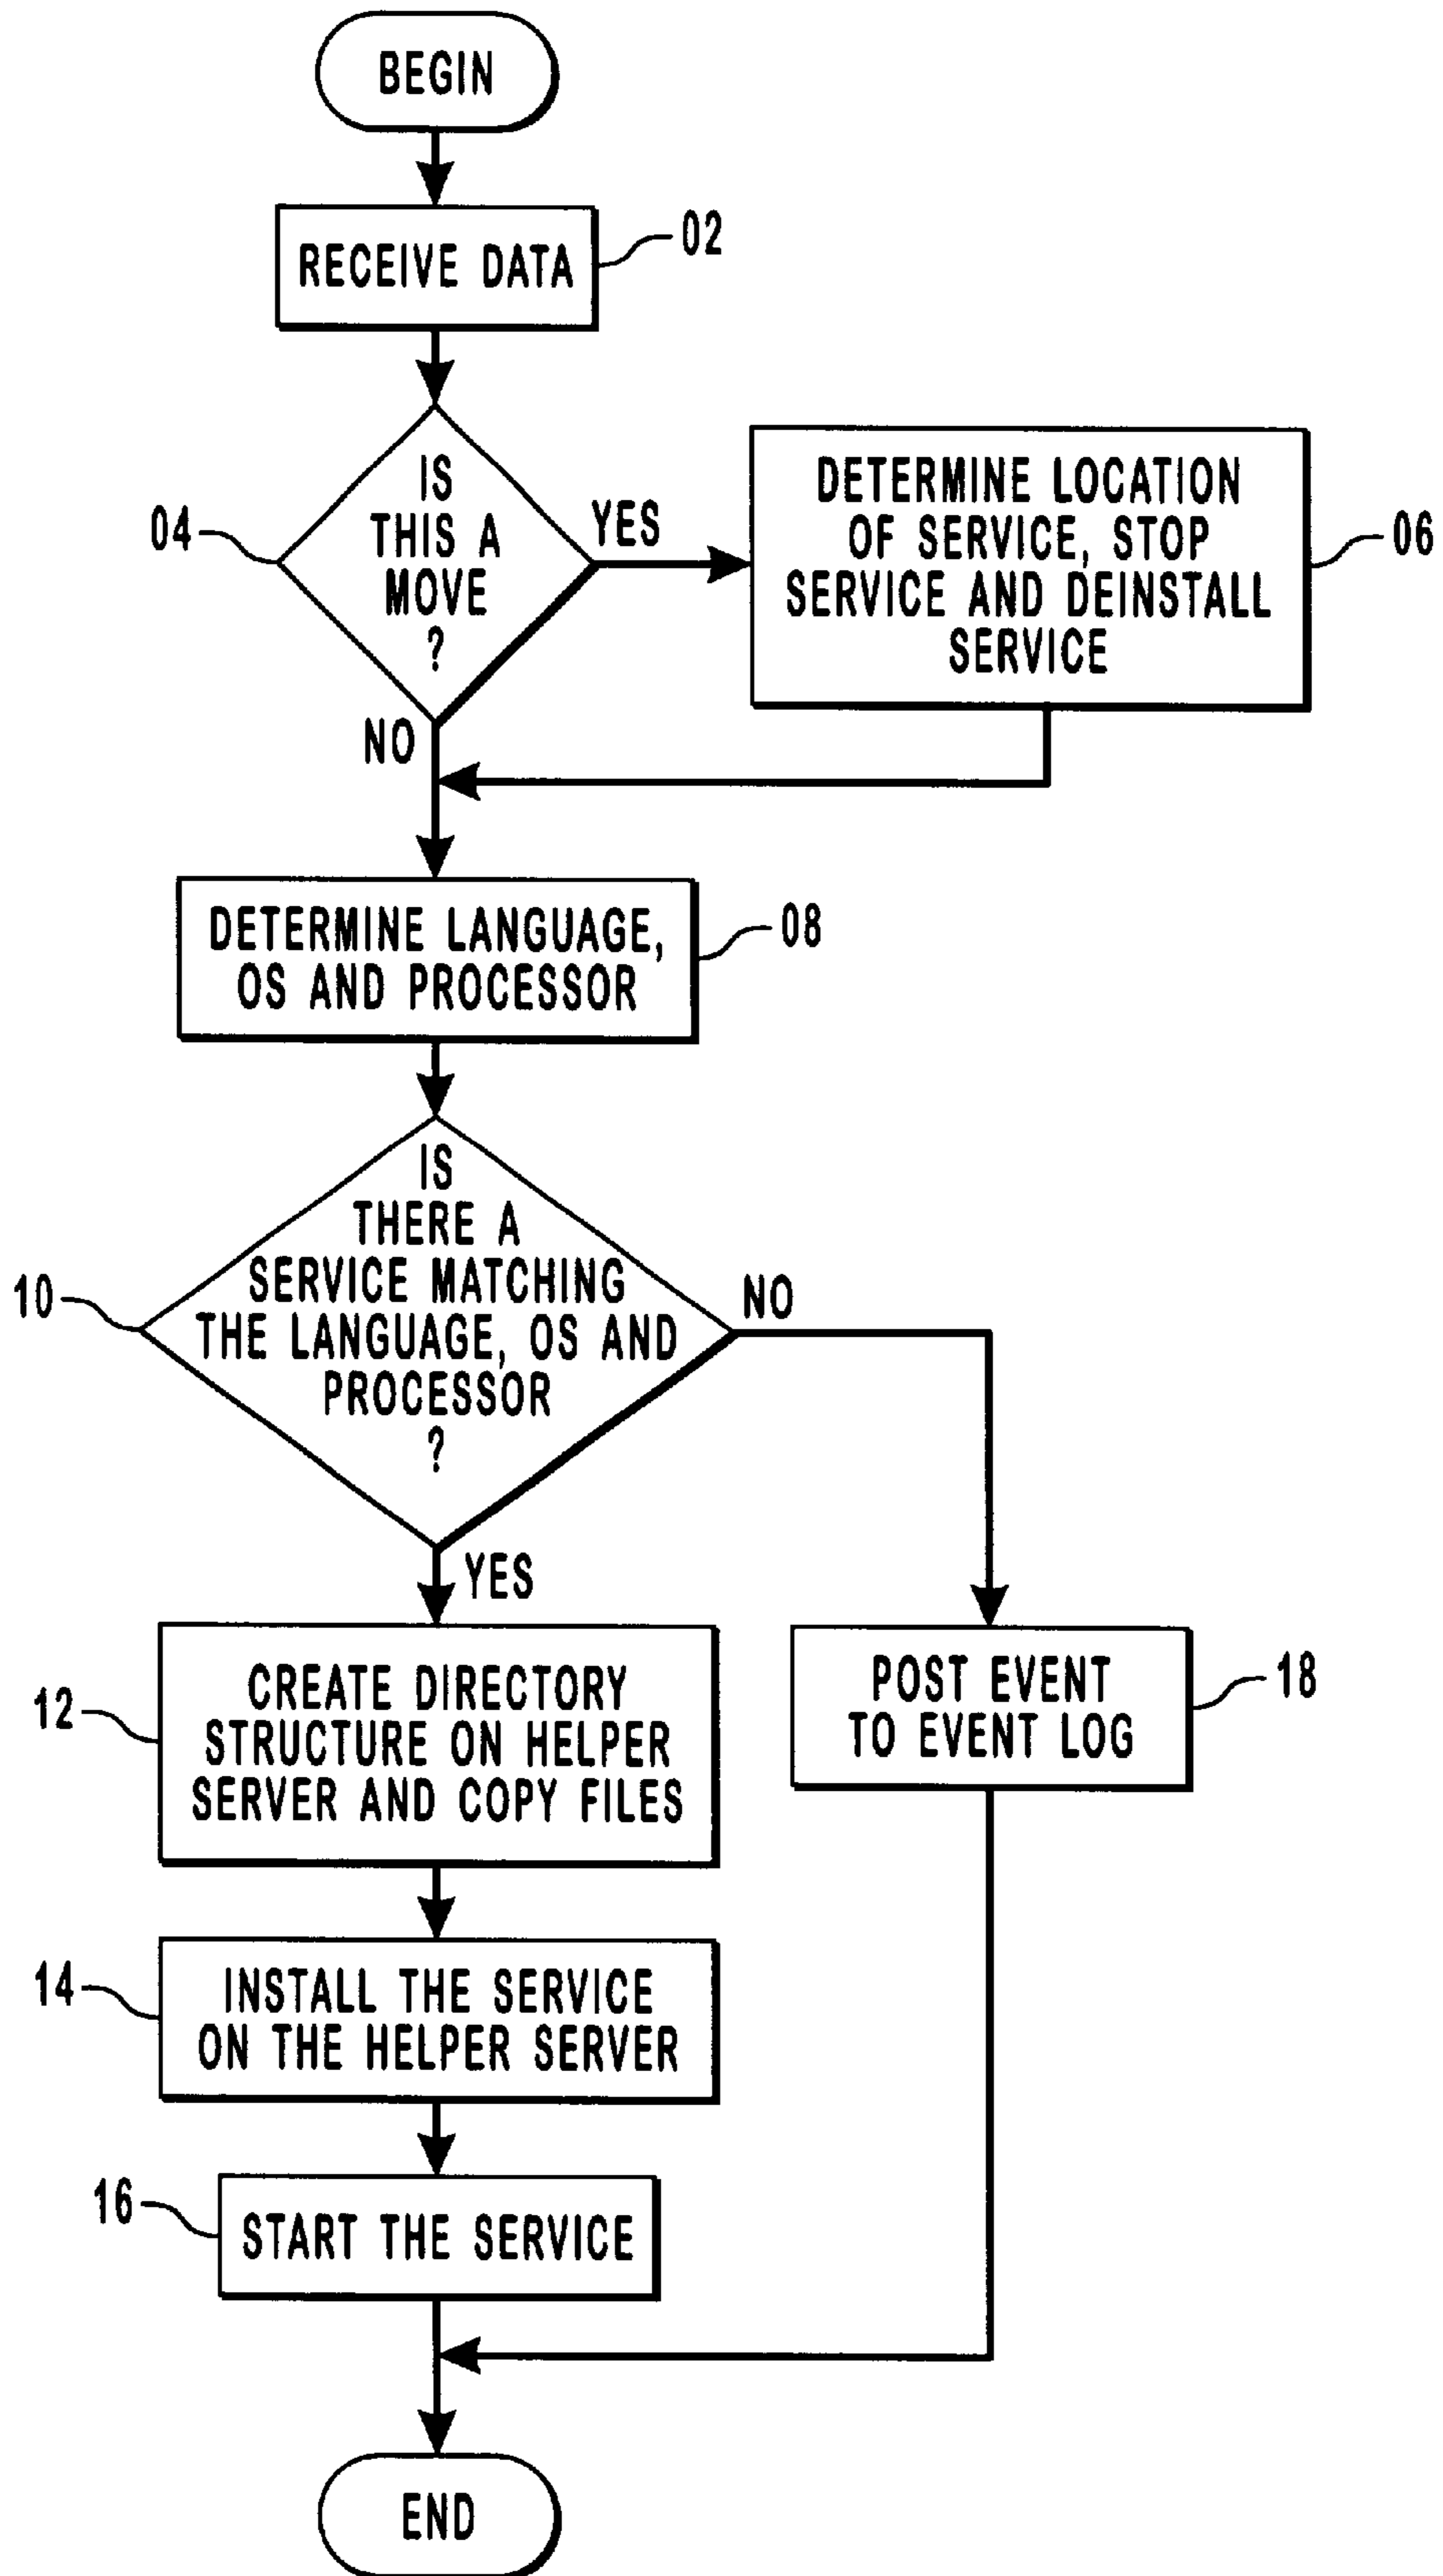 BEGIN
RECEIVE DATA
02
IS
THIS A
MOVE
?
04
YES
NO
DETERMINE LOCATION
OF SERVICE, STOP
SERVICE AND DEINSTALL
SERVICE
06
DETERMINE LANGUAGE,
OS AND PROCESSOR
08
IS
THERE A
SERVICE MATCHING
THE LANGUAGE, OS AND
PROCESSOR
?
10
NO
YES
CREATE DIRECTORY
STRUCTURE ON HELPER
SERVER AND COPY FILES
12
POST EVENT
TO EVENT LOG
18
INSTALL THE SERVICE
ON THE HELPER SERVER
14
START THE SERVICE
16
END